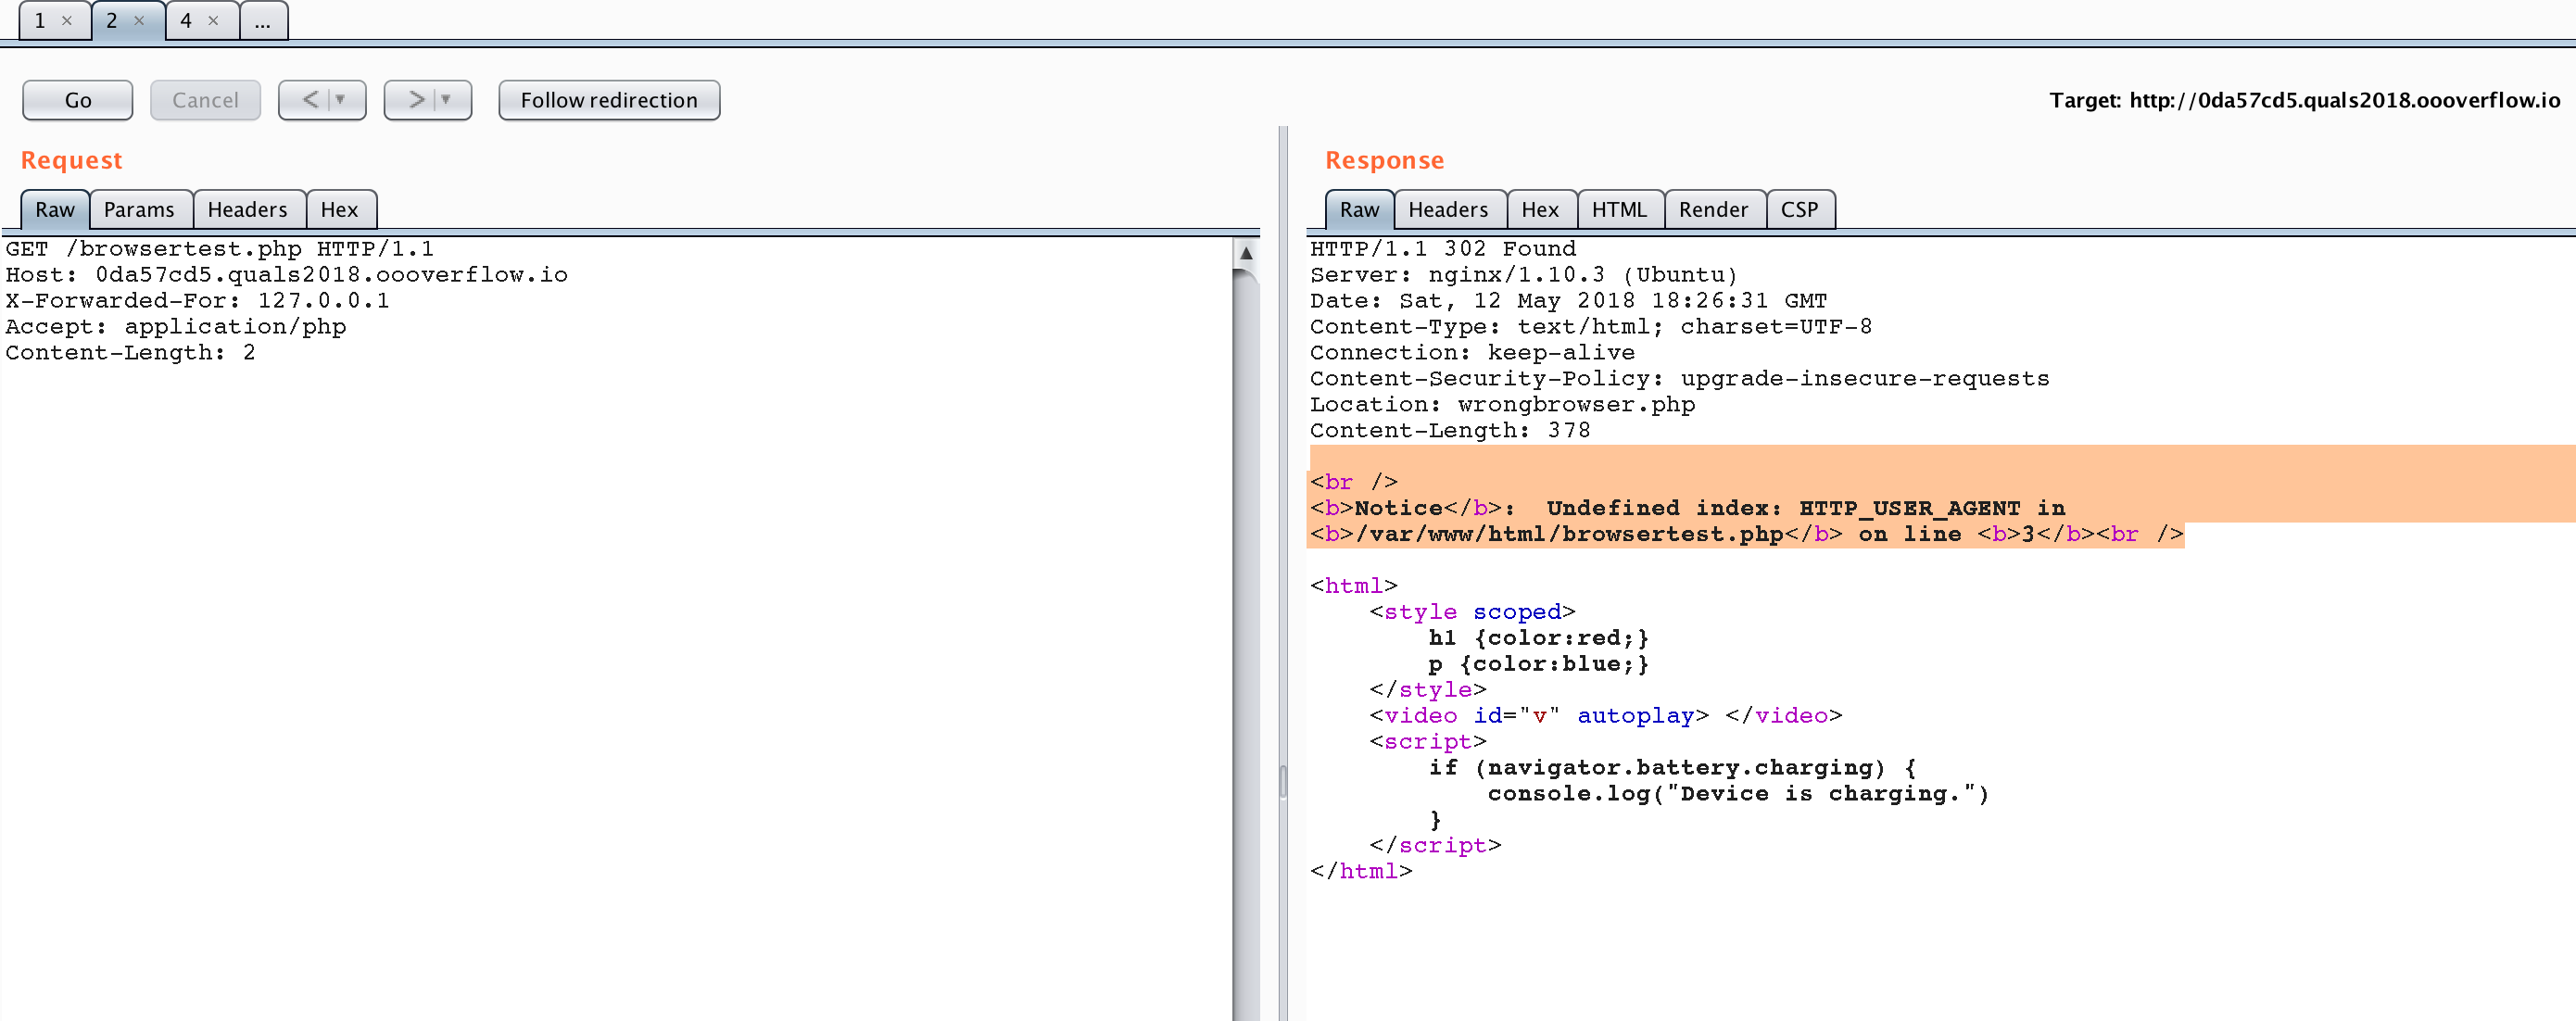 1 × 2 × 4 × ...
Go Cancel < ▼ > ▼ Follow redirection Target: http://0da57cd5.quals2018.oooverflow.io
Request
Raw Params Headers Hex
GET /browsertest.php HTTP/1.1
Host: 0da57cd5.quals2018.oooverflow.io
X-Forwarded-For: 127.0.0.1
Accept: application/php
Content-Length: 2
Response
Raw Headers Hex HTML Render CSP
HTTP/1.1 302 Found
Server: nginx/1.10.3 (Ubuntu)
Date: Sat, 12 May 2018 18:26:31 GMT
Content-Type: text/html; charset=UTF-8
Connection: keep-alive
Content-Security-Policy: upgrade-insecure-requests
Location: wrongbrowser.php
Content-Length: 378
<br />
<b>Notice</b>:  Undefined index: HTTP_USER_AGENT in
<b>/var/www/html/browsertest.php</b> on line <b>3</b><br />
<html>
    <style scoped>
        h1 {color:red;}
        p {color:blue;}
    </style>
    <video id="v" autoplay> </video>
    <script>
        if (navigator.battery.charging) {
            console.log("Device is charging.")
        }
    </script>
</html>